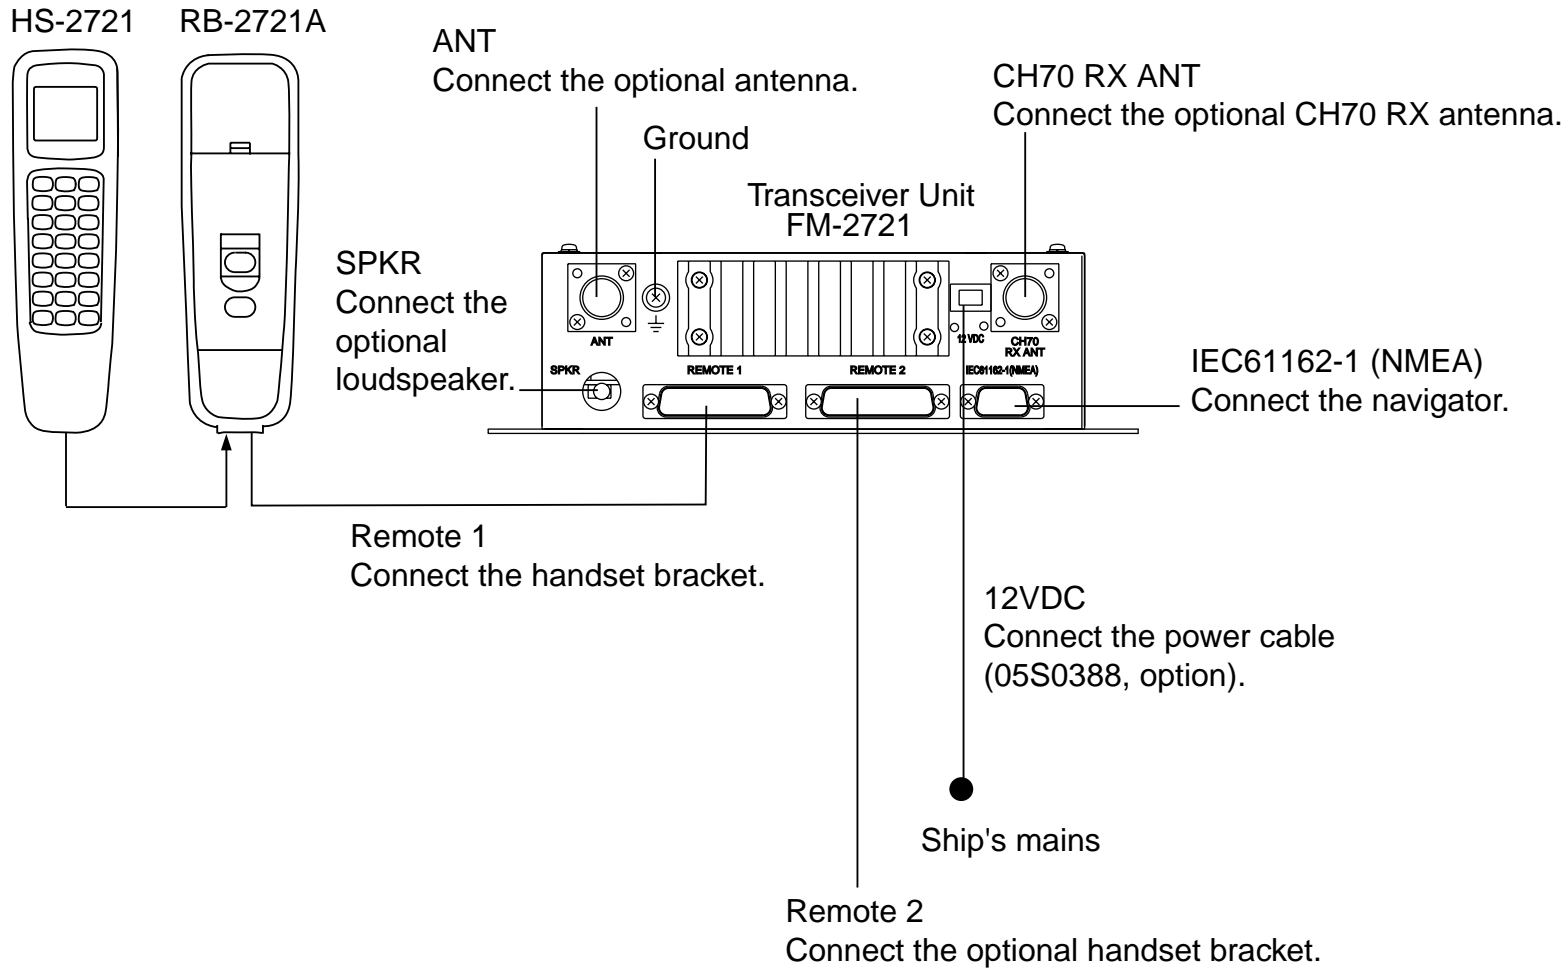 HS-2721
RB-2721A
ANT
Connect the optional antenna.
CH70 RX ANT
Connect the optional CH70 RX antenna.
Ground
Transceiver Unit
FM-2721
SPKR
Connect the
optional
loudspeaker.
ANT
12 VDC
CH70
RX ANT
SPKR
REMOTE 1
REMOTE 2
IEC61162-1(NMEA)
IEC61162-1 (NMEA)
Connect the navigator.
Remote 1
Connect the handset bracket.
12VDC
Connect the power cable
(05S0388, option).
Ship's mains
Remote 2
Connect the optional handset bracket.